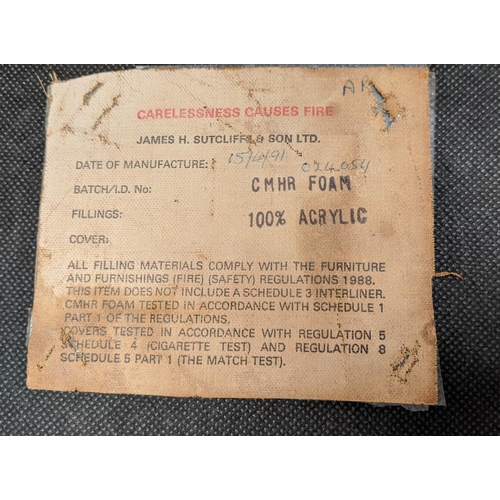 AR
CARELESSNESS CAUSES FIRE
JAMES H. SUTCLIFFE & SON LTD.
DATE OF MANUFACTURE: 15/4/91
BATCH/I.D. No: 024054
FILLINGS: CMHR FOAM
COVER: 100% ACRYLIC
ALL FILLING MATERIALS COMPLY WITH THE FURNITURE
AND FURNISHINGS (FIRE) (SAFETY) REGULATIONS 1988.
THIS ITEM DOES NOT INCLUDE A SCHEDULE 3 INTERLINER.
CMHR FOAM TESTED IN ACCORDANCE WITH SCHEDULE 1
PART 1 OF THE REGULATIONS.
COVERS TESTED IN ACCORDANCE WITH REGULATION 5
SCHEDULE 4 (CIGARETTE TEST) AND REGULATION 8
SCHEDULE 5 PART 1 (THE MATCH TEST).